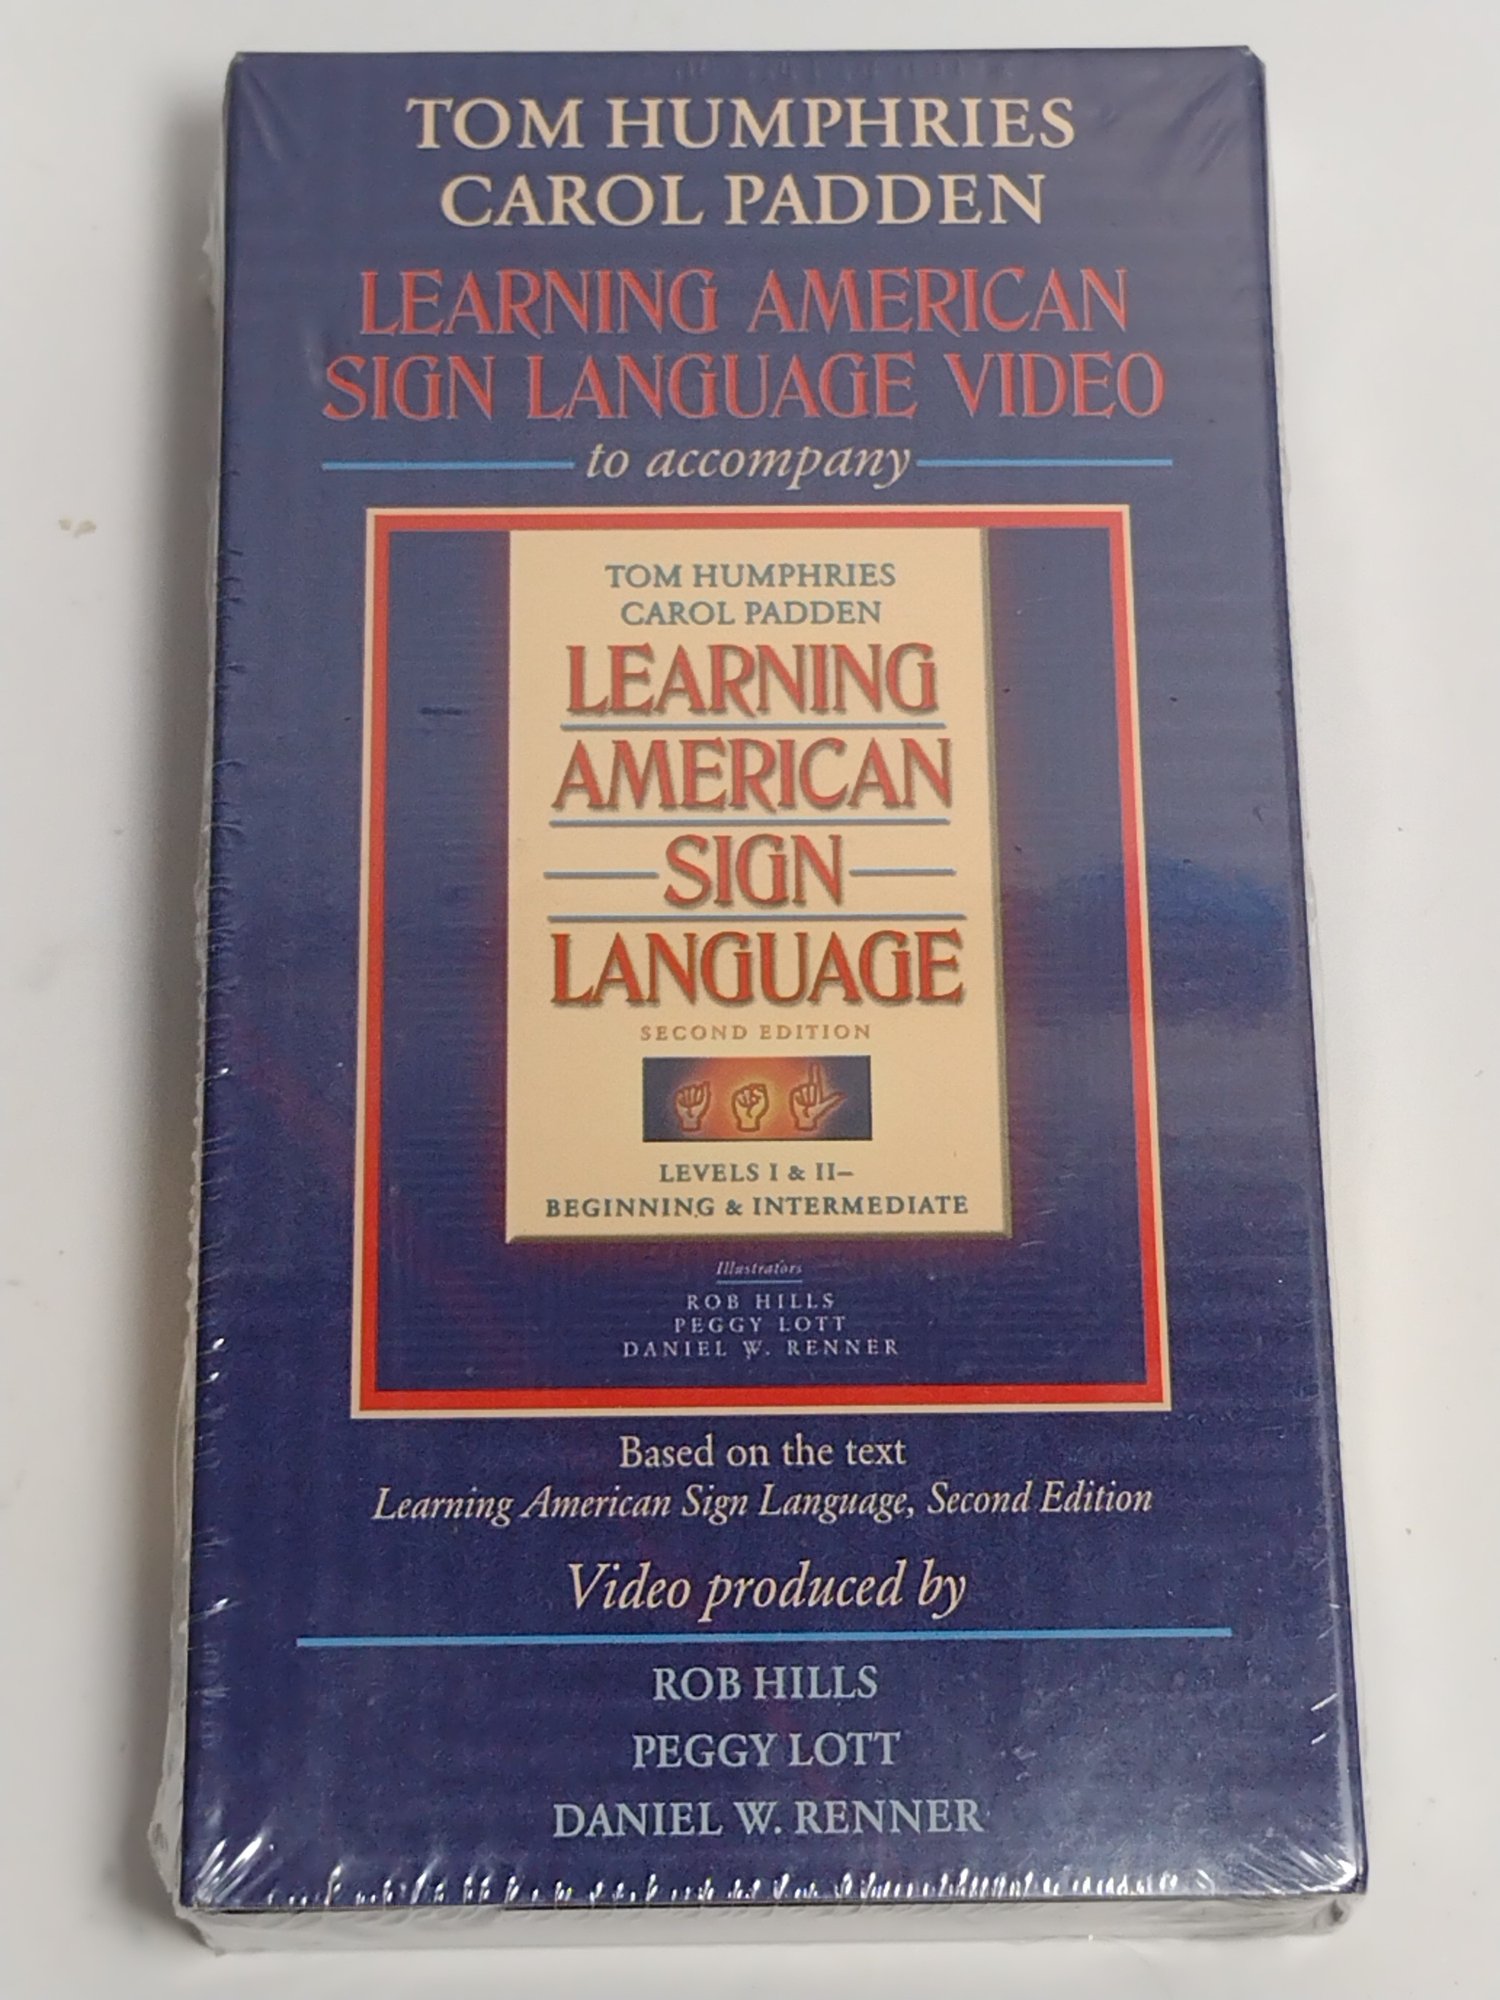 TOM HUMPHRIES
CAROL PADDEN
LEARNING AMERICAN
SIGN LANGUAGE VIDEO
to accompany
TOM HUMPHRIES
CAROL PADDEN
LEARNING
AMERICAN
SIGN
LANGUAGE
SECOND EDITION
LEVELS I & II–
BEGINNING & INTERMEDIATE
Illustrators
ROB HILLS
PEGGY LOTT
DANIEL W. RENNER
Based on the text
Learning American Sign Language, Second Edition
Video produced by
ROB HILLS
PEGGY LOTT
DANIEL W. RENNER